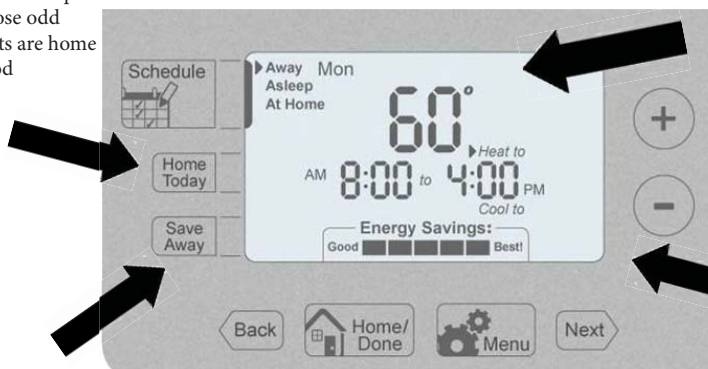 ose odd
ts are home
od
Schedule
Away Mon
Asleep
At Home
60°
Heat to
AM 8:00 to 4:00 PM
Cool to
Energy Savings:
Good Best!
Home
Today
Save
Away
+
-
Back
Home/
Done
Menu
Next